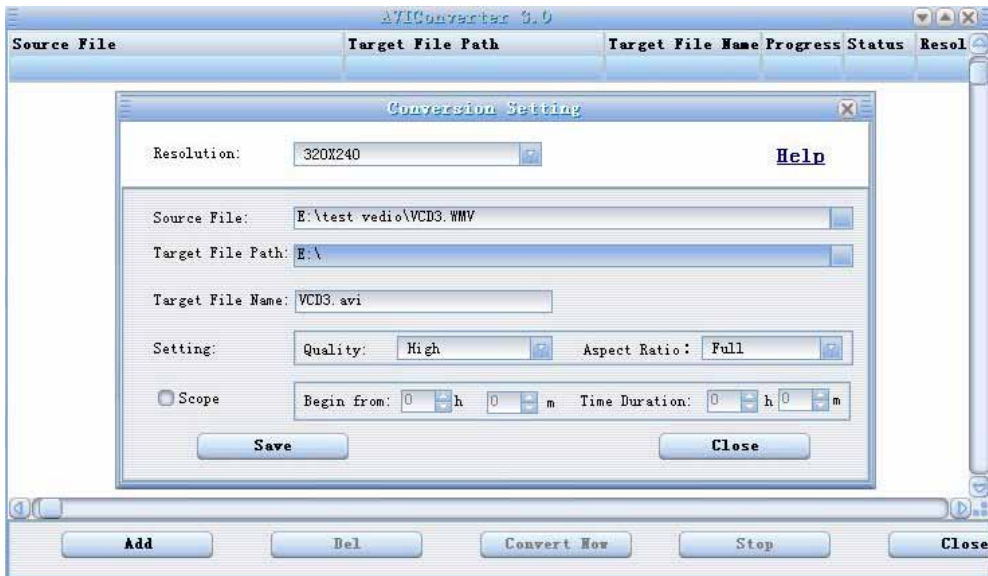 AVIConverter 3.0
Source File Target File Path Target File Name Progress Status Resol
Conversion Setting
Resolution: 320X240 Help
Source File: E:\test vedio\VCD3.WMV
Target File Path: E:\
Target File Name: VCD3.avi
Setting: Quality: High Aspect Ratio: Full
Scope Begin from: 0 h 0 m Time Duration: 0 h 0 m
Save Close
Add Del Convert Now Stop Close